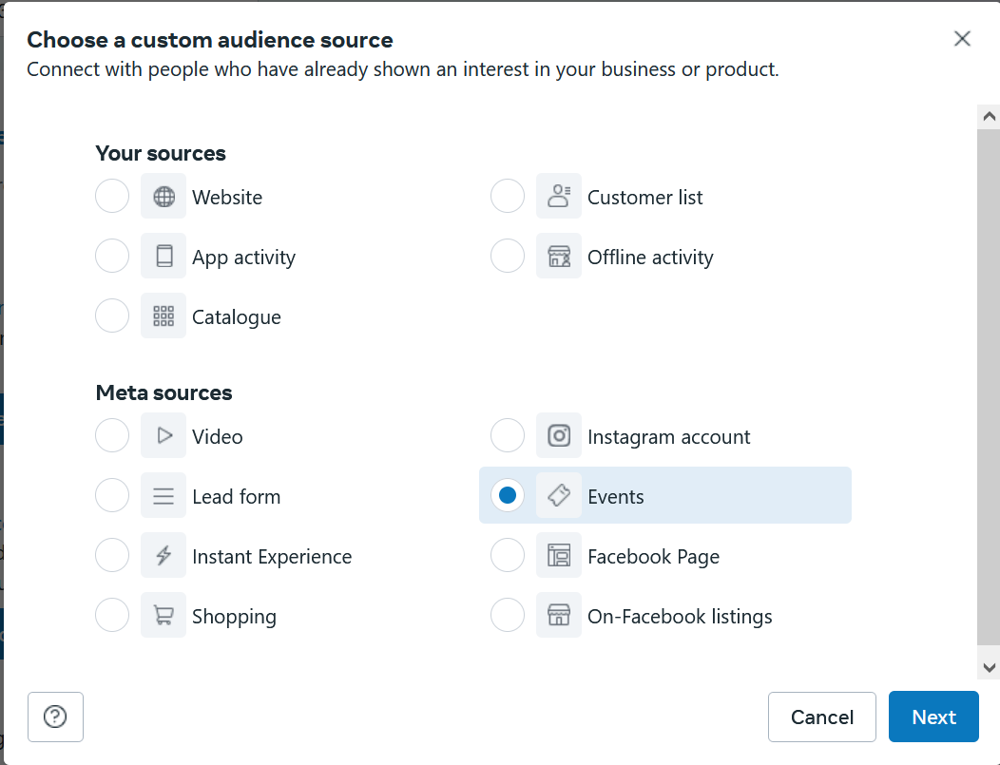 Choose a custom audience source
Connect with people who have already shown an interest in your business or product.
Your sources
Website
Customer list
App activity
Offline activity
Catalogue
Meta sources
Video
Instagram account
Lead form
Events
Instant Experience
Facebook Page
Shopping
On-Facebook listings
Cancel
Next